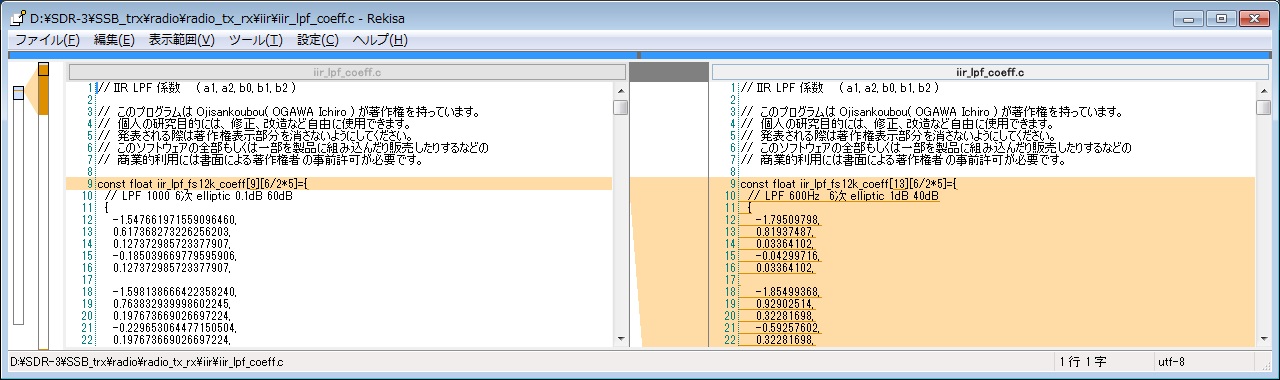 D:¥SDR-3¥SSB_trx¥radio¥radio_tx_rx¥iir¥iir_lpf_coeff.c - Rekisa
ファイル(F) 編集(E) 表示範囲(V) ツール(T) 設定(C) ヘルプ(H)
iir_lpf_coeff.c
1 // IIR LPF 係数 ( a1, a2, b0, b1, b2 )
2
3 // このプログラムは Ojisankoubou( OGAWA Ichiro ) が著作権を持っています。
4 // 個人の研究目的には、修正、改造など自由に使用できます。
5 // 発表される際は著作権表示部分を消さないようにしてください。
6 // このソフトウェアの全部もしくは一部を製品に組み込んだり販売したりするなどの
7 // 商業的利用には書面による著作権者の事前許可が必要です。
8
9 const float iir_lpf_fs12k_coeff[9][6/2*5]={
10 // LPF 1000 6次 elliptic 0.1dB 60dB
11 {
12 -1.547661971559096460,
13 0.617368273226256203,
14 0.127372985723377907,
15 -0.185039669779595906,
16 0.127372985723377907,
17
18 -1.598138666422358240,
19 0.763832939998602245,
20 0.197673669026697224,
21 -0.229653064477150504,
22 0.197673669026697224,
iir_lpf_coeff.c
1 // IIR LPF 係数 ( a1, a2, b0, b1, b2 )
2
3 // このプログラムは Ojisankoubou( OGAWA Ichiro ) が著作権を持っています。
4 // 個人の研究目的には、修正、改造など自由に使用できます。
5 // 発表される際は著作権表示部分を消さないようにしてください。
6 // このソフトウェアの全部もしくは一部を製品に組み込んだり販売したりするなどの
7 // 商業的利用には書面による著作権者の事前許可が必要です。
8
9 const float iir_lpf_fs12k_coeff[13][6/2*5]={
10 // LPF 600Hz 6次 elliptic 1dB 40dB
11 {
12 -1.79509798,
13 0.81937487,
14 0.03364102,
15 -0.04299716,
16 0.03364102,
17
18 -1.85499368,
19 0.92902514,
20 0.32281698,
21 -0.59257602,
22 0.32281698,
D:¥SDR-3¥SSB_trx¥radio¥radio_tx_rx¥iir¥iir_lpf_coeff.c 1 行 1 字 utf-8